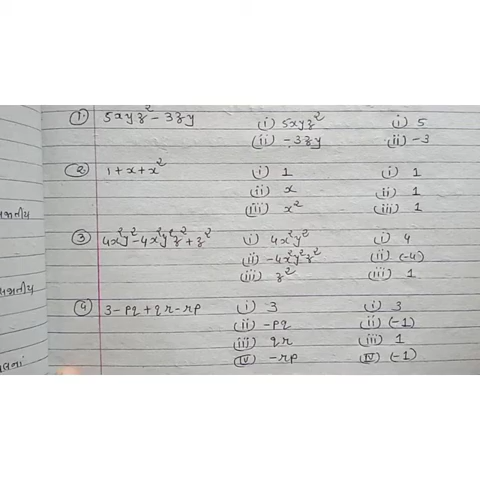 ① 5xyz² - 3zy (i) 5xyz² (i) 5
(ii) -3zy (ii) -3
② 1+x+x² (i) 1 (i) 1
(ii) x (ii) 1
(iii) x² (iii) 1
③ 4x²y²-4x²y²z²+z² (i) 4x²y² (i) 4
(ii) -4x²y²z² (ii) (-4)
(iii) z² (iii) 1
④ 3-pq+qr-rp (i) 3 (i) 3
(ii) -pq (ii) (-1)
(iii) qr (iii) 1
(iv) -rp (iv) (-1)